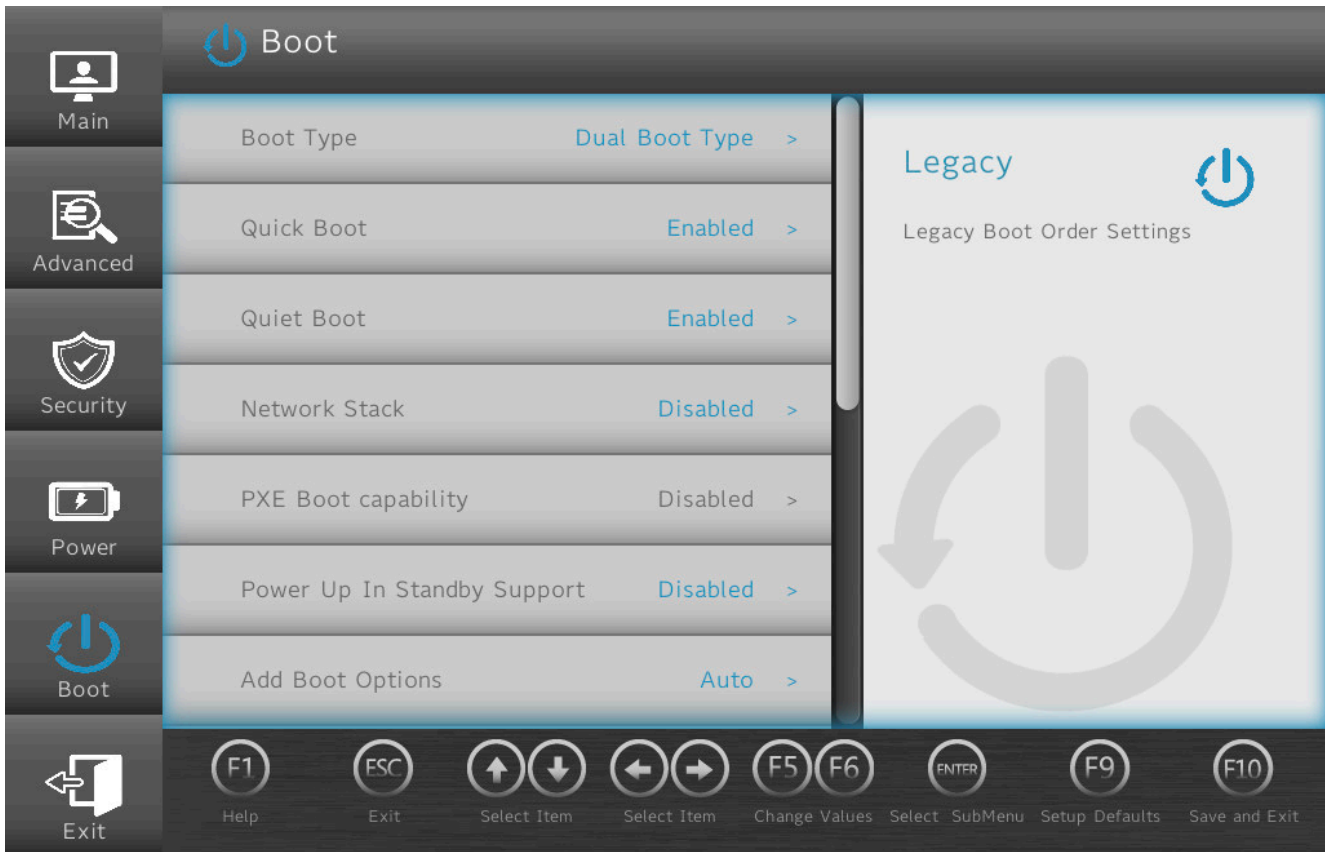 Boot
Main
Advanced
Security
Power
Boot
Exit
Boot Type Dual Boot Type >
Quick Boot Enabled >
Quiet Boot Enabled >
Network Stack Disabled >
PXE Boot capability Disabled >
Power Up In Standby Support Disabled >
Add Boot Options Auto >
Legacy
Legacy Boot Order Settings
F1 ESC F5 F6 ENTER F9 F10
Help Exit Select Item Select Item Change Values Select SubMenu Setup Defaults Save and Exit